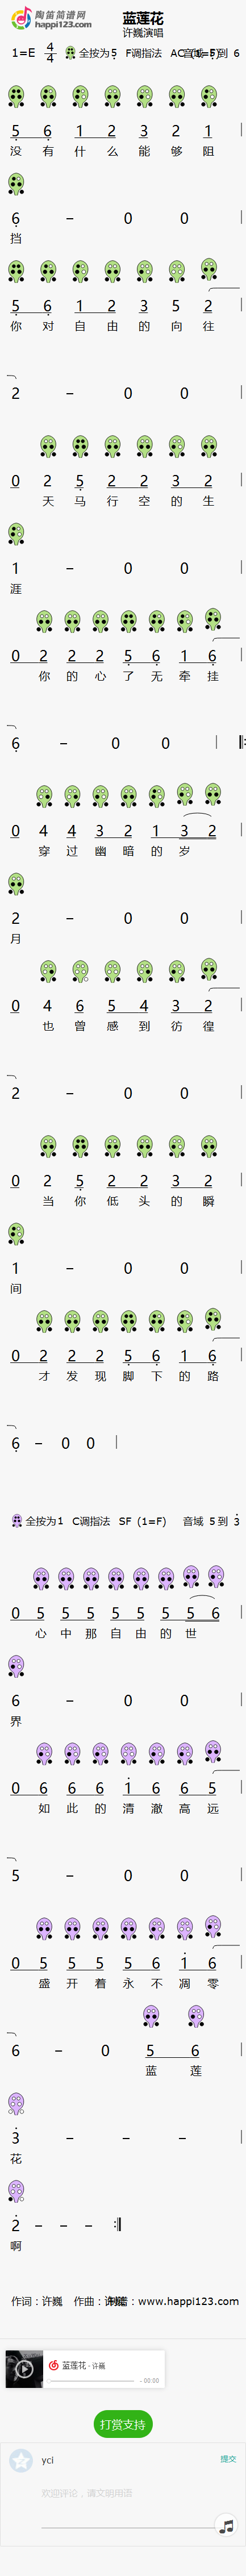 陶笛简谱网
happi123.com
蓝莲花
许巍演唱
1=E 4/4 全按为5̣ F调指法 AC (1=F) 音域 5̣ 到 6
5̣ 6̣ 1 2 3 2 1
没 有 什 么 能 够 阻
6̣ – 0 0
挡
5̣ 6̣ 1 2 3 5 2
你 对 自 由 的 向 往
2 – 0 0
0 2 5̣ 2 2 3 2
天 马 行 空 的 生
1 – 0 0
涯
0 2 2 2 5̣ 6̣ 1 6̣
你 的 心 了 无 牵 挂
6̣ – 0 0
0 4 4 3 2 1 3 2
穿 过 幽 暗 的 岁
2 – 0 0
月
0 4 6 5 4 3 2
也 曾 感 到 彷 徨
2 – 0 0
0 2 5̣ 2 2 3 2
当 你 低 头 的 瞬
1 – 0 0
间
0 2 2 2 5̣ 6̣ 1 6̣
才 发 现 脚 下 的 路
6̣ – 0 0
全按为1 C调指法 SF (1=F) 音域 5 到 3̇
0 5 5 5 5 5 5 5 6
心 中 那 自 由 的 世
6 – 0 0
界
0 6 6 6 1̇ 6 6 5
如 此 的 清 澈 高 远
5 – 0 0
0 5 5 5 5 6 1̇ 6
盛 开 着 永 不 凋 零
6 – 0 5 6
蓝 莲
3̇ – – –
花
2̇ – – –
啊
作词：许巍 作曲：许巍 制谱：www.happi123.com
蓝莲花 - 许巍
- 00:00
打赏支持
yci 提交
欢迎评论，请文明用语